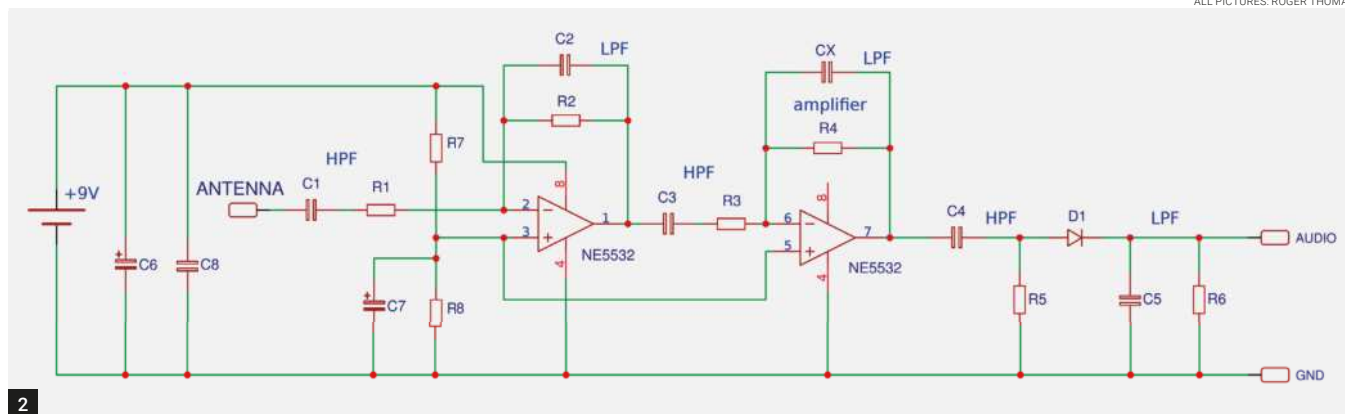 ALL PICTURES: ROGER THOMA
C2
LPF
CX
LPF
R2
amplifier
R4
R7
HPF
8
+9V
ANTENNA
C1
R1
C3
HPF
R3
8
2
−
1
6
−
7
C4
HPF
D1
LPF
3
+
5
+
AUDIO
C6
C8
4
NE5532
4
NE5532
C7
R8
R5
C5
R6
GND
2